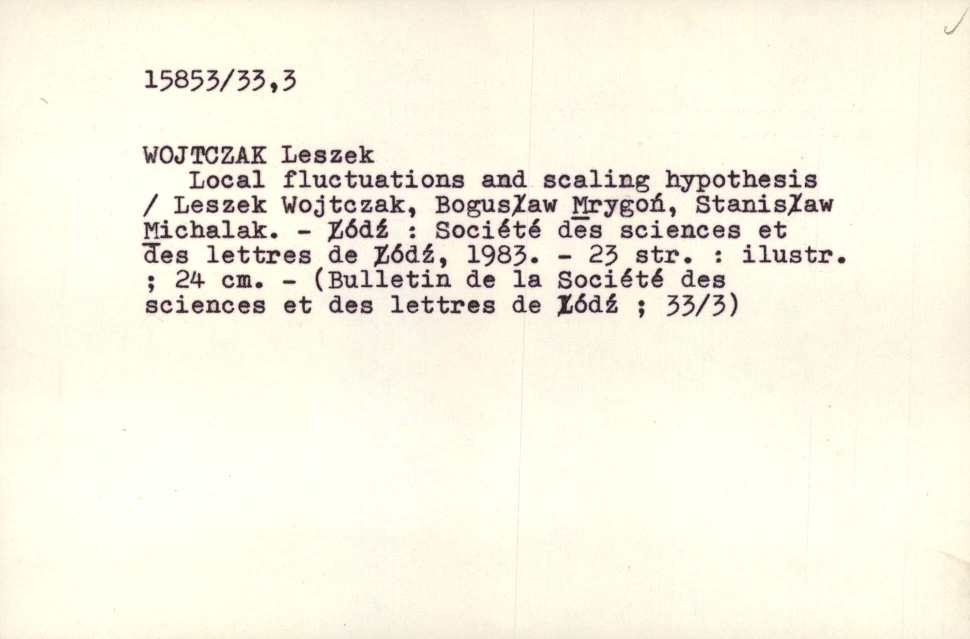 15853/33,3
WOJTCZAK Leszek
Local fluctuations and scaling hypothesis
/ Leszek Wojtczak, Bogusław Mrygoń, Stanisław
Michalak. - Łódź : Société des sciences et
des lettres de Łódź, 1983. - 23 str. : ilustr.
; 24 cm. - (Bulletin de la Société des
sciences et des lettres de Łódź ; 33/3)